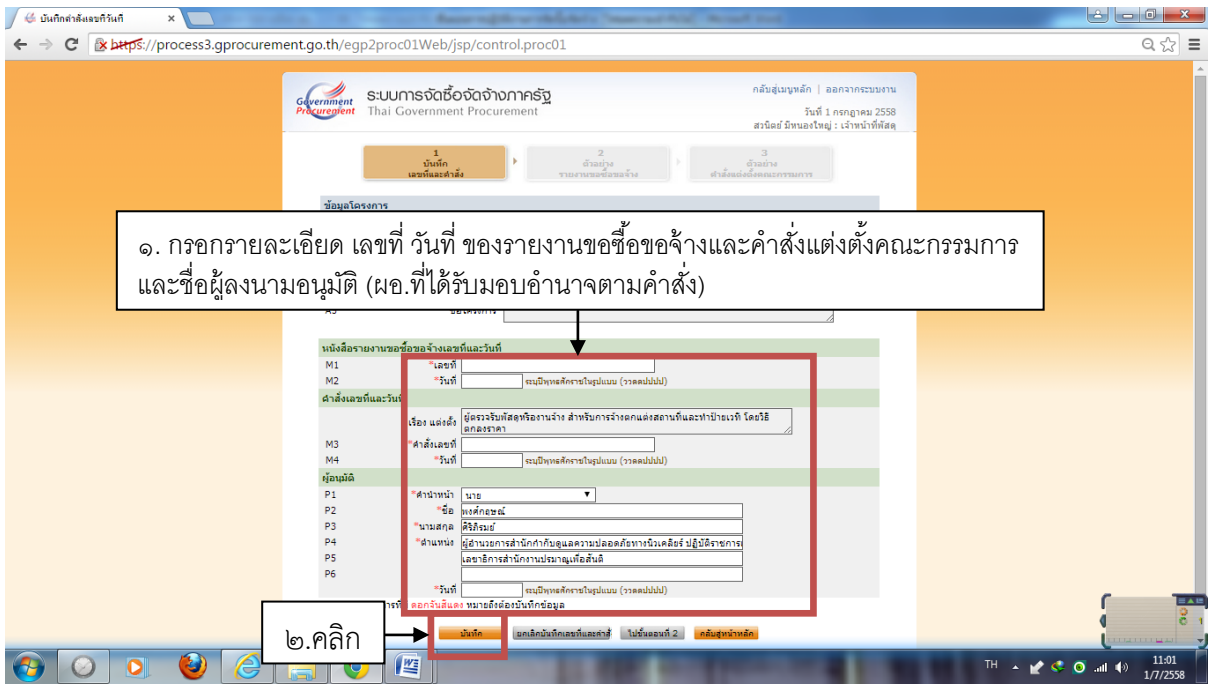 บันทึกคำสั่งเลขที่วันที่
https://process3.gprocurement.go.th/egp2proc01Web/jsp/control.proc01
Government Procurement
ระบบการจัดซื้อจัดจ้างภาครัฐ
Thai Government Procurement
กลับสู่เมนูหลัก | ออกจากระบบงาน
วันที่ 1 กรกฎาคม 2558
สวนิตย์ มีหนองใหญ่ : เจ้าหน้าที่พัสดุ
1
บันทึก
เลขที่และคำสั่ง
2
ตัวอย่าง
รายงานขอซื้อขอจ้าง
3
ตัวอย่าง
คำสั่งแต่งตั้งคณะกรรมการ
ข้อมูลโครงการ
๑. กรอกรายละเอียด เลขที่ วันที่ ของรายงานขอซื้อขอจ้างและคำสั่งแต่งตั้งคณะกรรมการ
และชื่อผู้ลงนามอนุมัติ (ผอ.ที่ได้รับมอบอำนาจตามคำสั่ง)
หนังสือรายงานขอซื้อขอจ้างเลขที่และวันที่
M1 *เลขที่
M2 *วันที่ ระบุปีพุทธศักราชในรูปแบบ (ววดดปปปป)
คำสั่งเลขที่และวันที่
เรื่อง แต่งตั้ง ผู้ตรวจรับพัสดุหรืองานจ้าง สำหรับการจ้างตกแต่งสถานที่และทำป้ายเวที โดยวิธี
ตกลงราคา
M3 *คำสั่งเลขที่
M4 *วันที่ ระบุปีพุทธศักราชในรูปแบบ (ววดดปปปป)
ผู้อนุมัติ
P1 *คำนำหน้า นาย
P2 *ชื่อ พงศ์กฤษณ์
P3 *นามสกุล ศิริภิรมย์
P4 *ตำแหน่ง ผู้อำนวยการสำนักกำกับดูแลความปลอดภัยทางนิวเคลียร์ ปฏิบัติราชการ
P5 เลขาธิการสำนักงานปรมาณูเพื่อสันติ
P6
*วันที่ ระบุปีพุทธศักราชในรูปแบบ (ววดดปปปป)
ดอกจันสีแดง หมายถึงต้องบันทึกข้อมูล
๒.คลิก
บันทึก ยกเลิกบันทึกเลขที่และคำสั่ ไปขั้นตอนที่ 2 กลับสู่หน้าหลัก
TH
11:01
1/7/2558